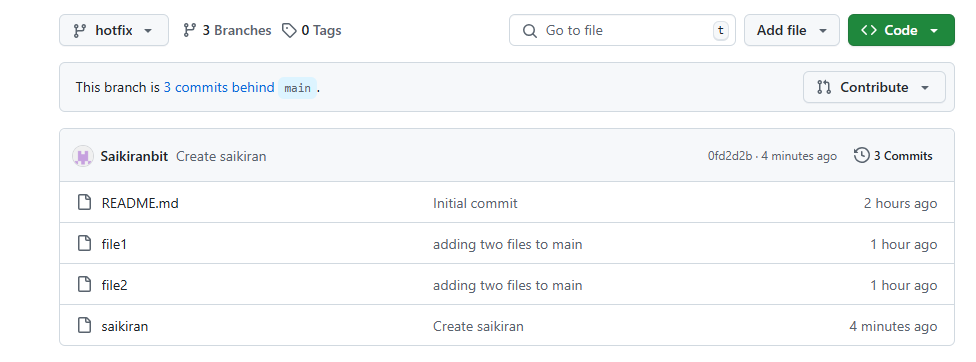 hotfix 3 Branches 0 Tags Go to file t Add file Code
This branch is 3 commits behind main .
Contribute
Saikiranbit Create saikiran 0fd2d2b · 4 minutes ago 3 Commits
README.md Initial commit 2 hours ago
file1 adding two files to main 1 hour ago
file2 adding two files to main 1 hour ago
saikiran Create saikiran 4 minutes ago